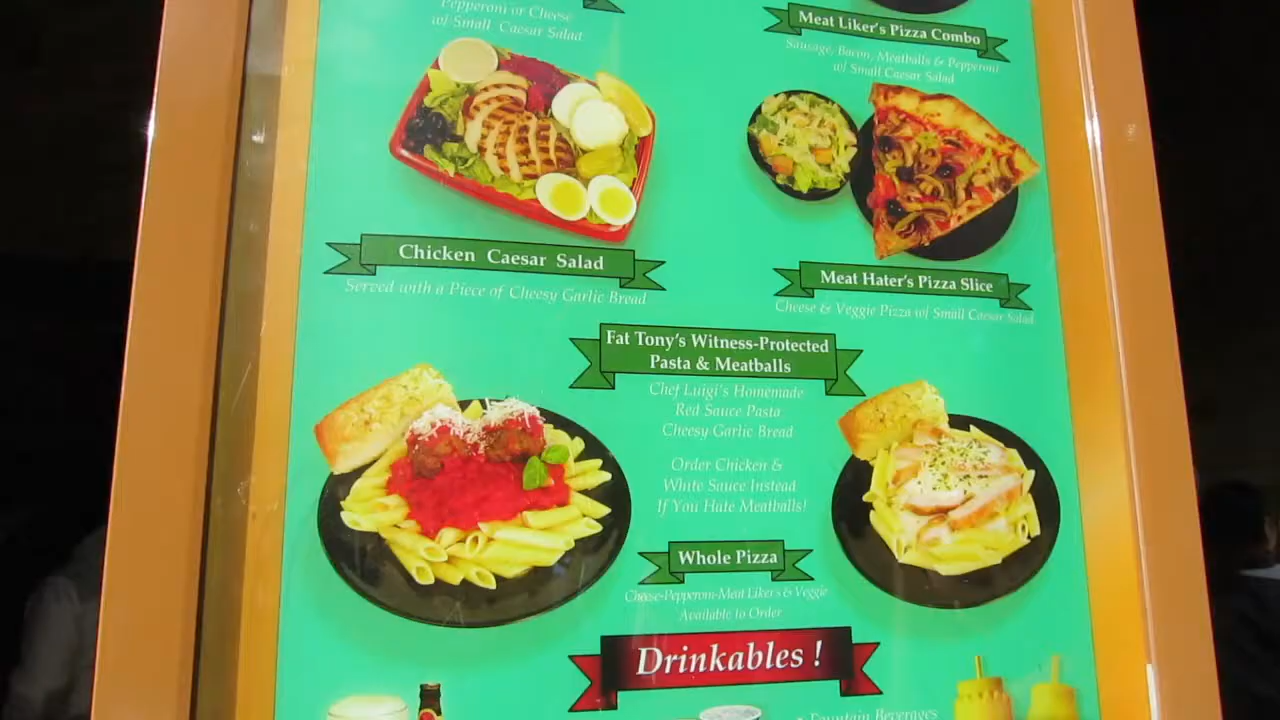 Pepperoni or Cheese
w/ Small Caesar Salad
Meat Liker's Pizza Combo
Sausage, Bacon, Meatballs & Pepperoni
w/ Small Caesar Salad
Chicken Caesar Salad
Served with a Piece of Cheesy Garlic Bread
Meat Hater's Pizza Slice
Cheese & Veggie Pizza w/ Small Caesar Salad
Fat Tony's Witness-Protected
Pasta & Meatballs
Chef Luigi's Homemade
Red Sauce Pasta
Cheesy Garlic Bread
Order Chicken &
White Sauce Instead
If You Hate Meatballs!
Whole Pizza
Cheese-Pepperoni-Meat Liker's & Veggie
Available to Order
Drinkables !
• Fountain Beverages